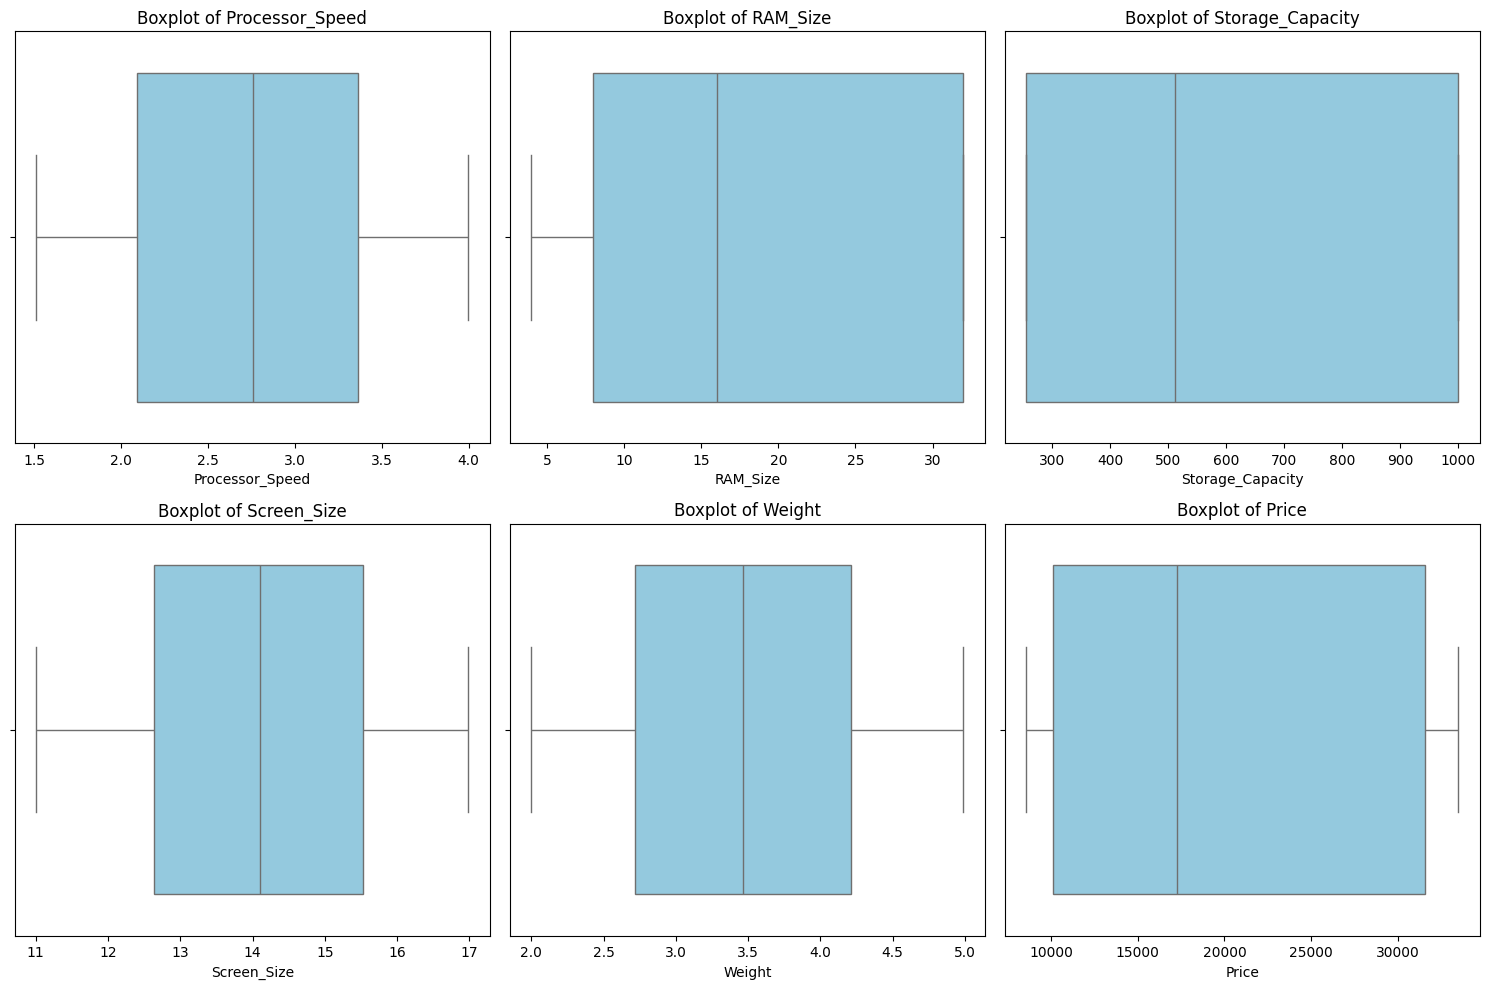 Boxplot of Processor_Speed
1.5 2.0 2.5 3.0 3.5 4.0
Processor_Speed
Boxplot of RAM_Size
5 10 15 20 25 30
RAM_Size
Boxplot of Storage_Capacity
300 400 500 600 700 800 900 1000
Storage_Capacity
Boxplot of Screen_Size
11 12 13 14 15 16 17
Screen_Size
Boxplot of Weight
2.0 2.5 3.0 3.5 4.0 4.5 5.0
Weight
Boxplot of Price
10000 15000 20000 25000 30000
Price